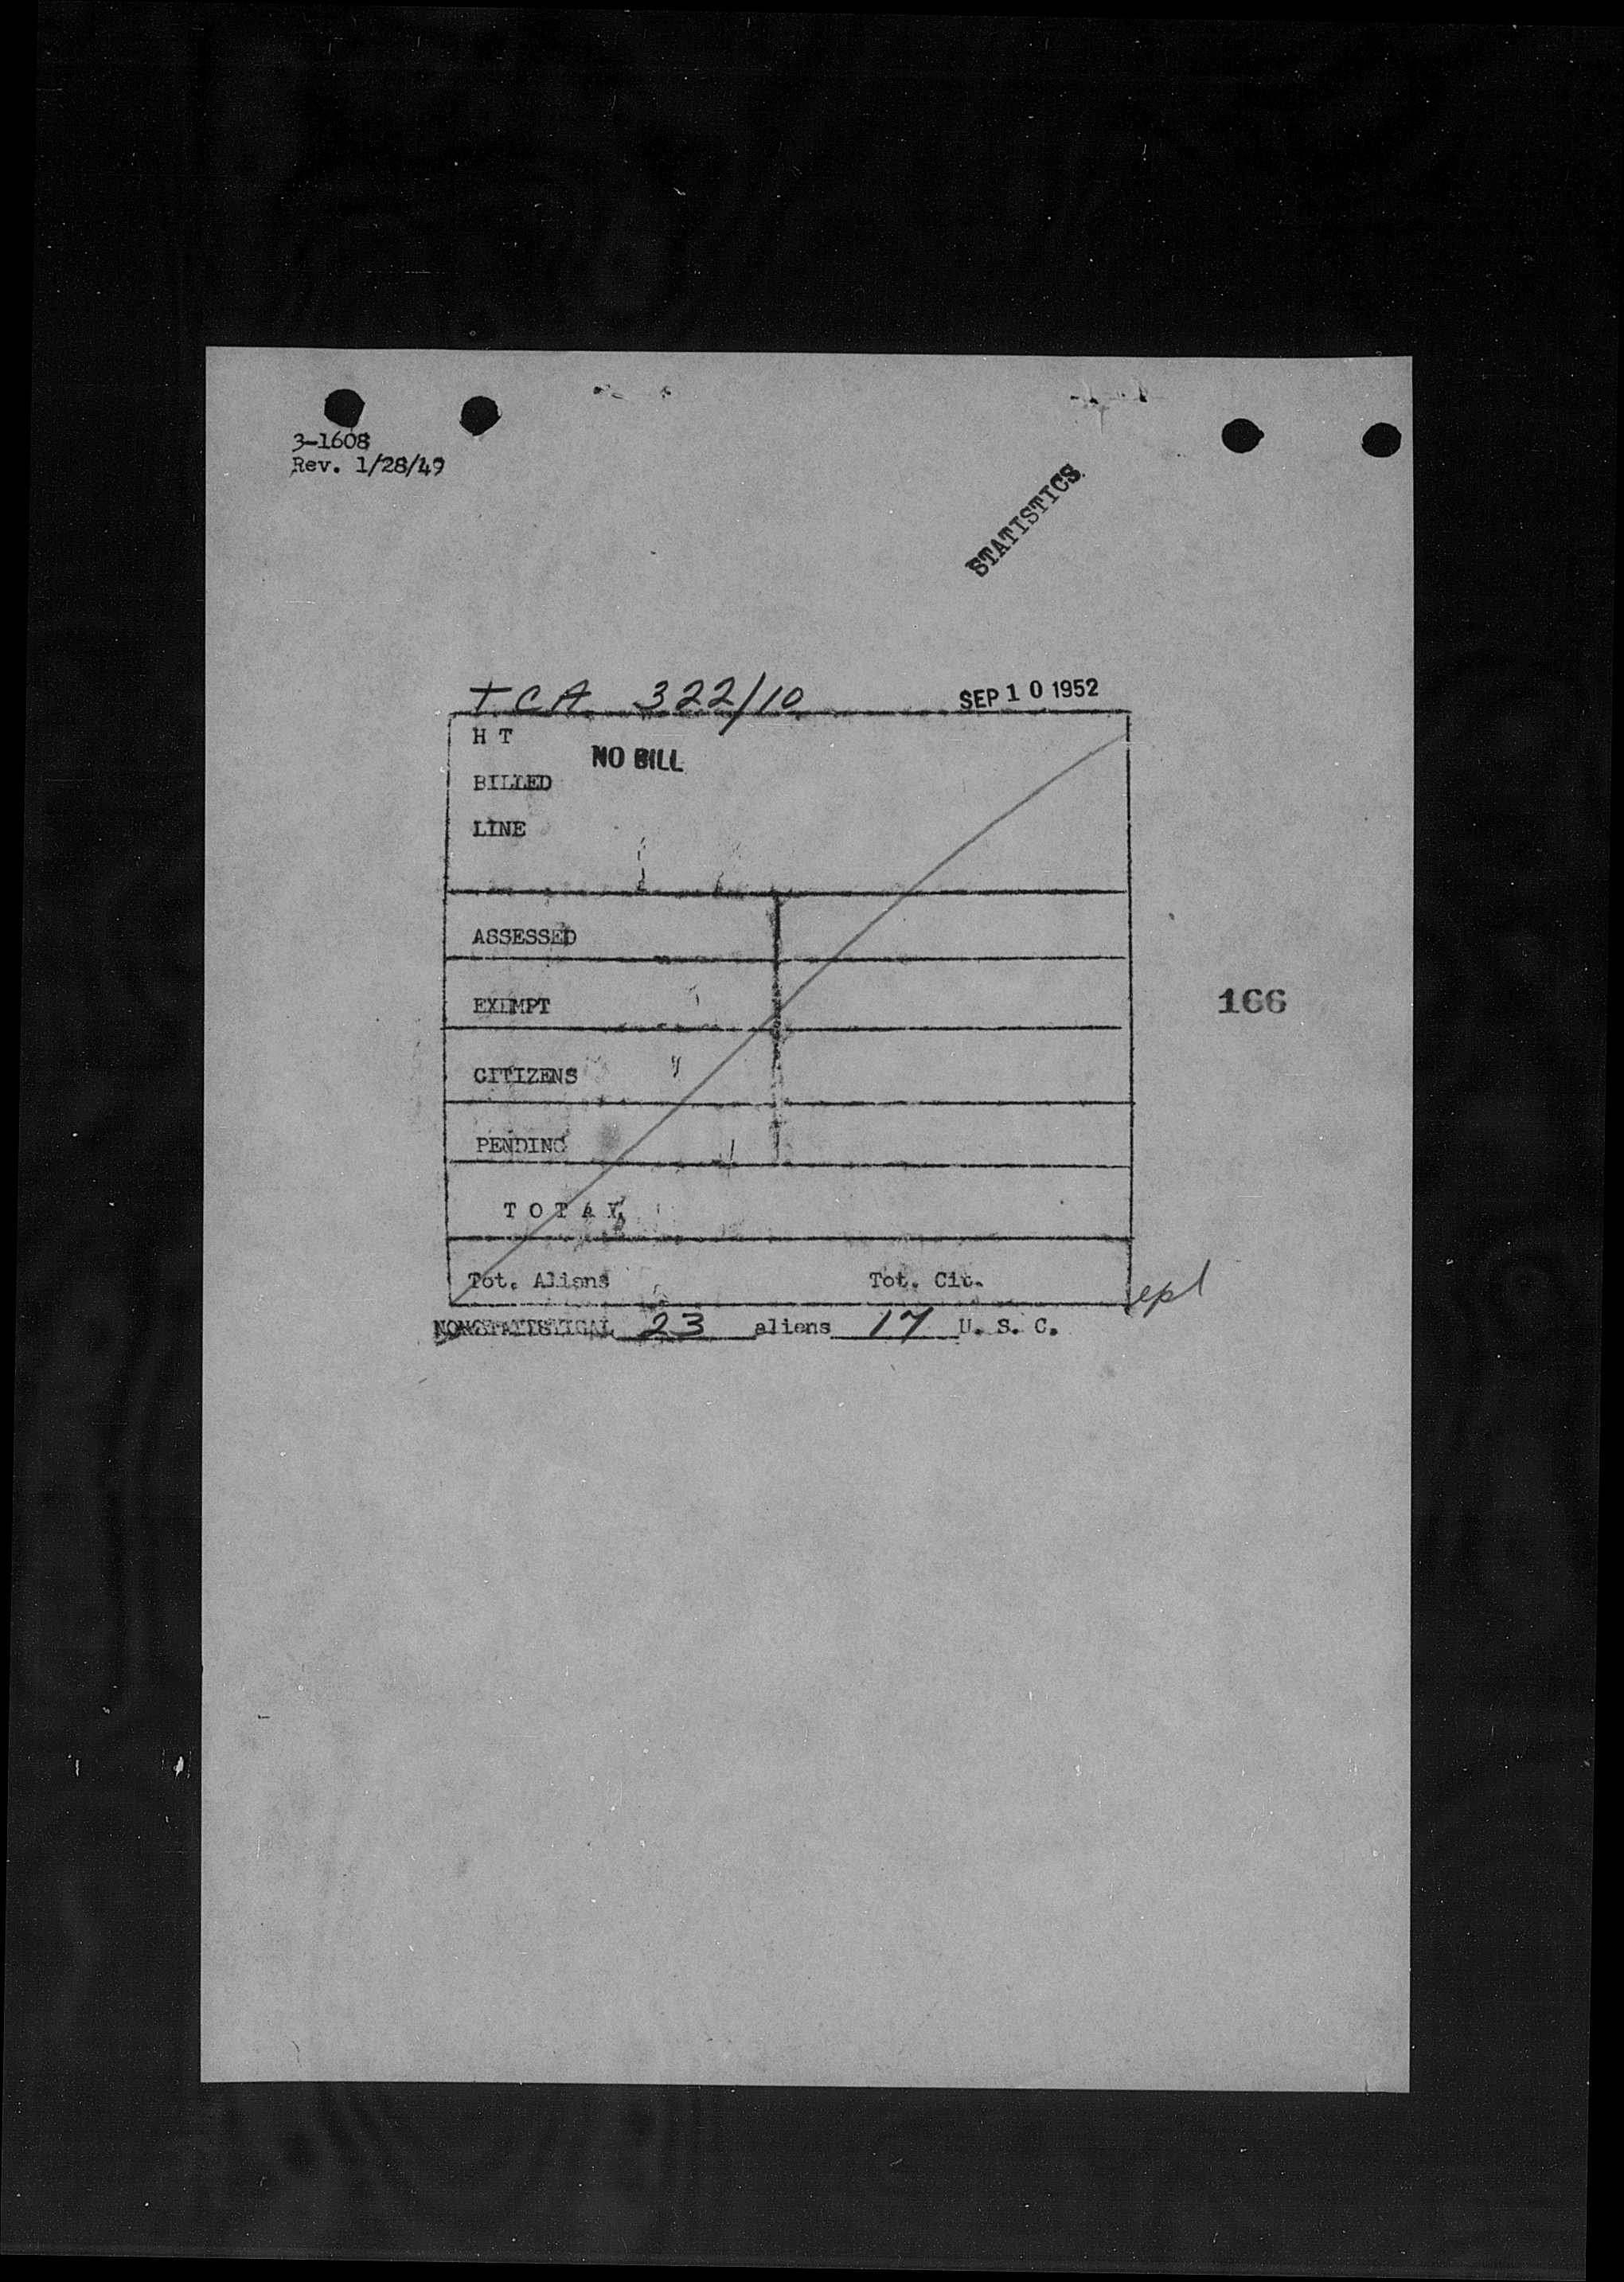 3-1608
Rev. 1/28/49
STATISTICS
TCA 322/10 SEP 10 1952
H T
NO BILL
BILLED
LINE
ASSESSED
EXEMPT
166
CITIZENS
PENDING
T O T A L
Tot. Aliens Tot. Cit.
epl
NONSTATISTICAL 23 aliens 17 U. S. C.